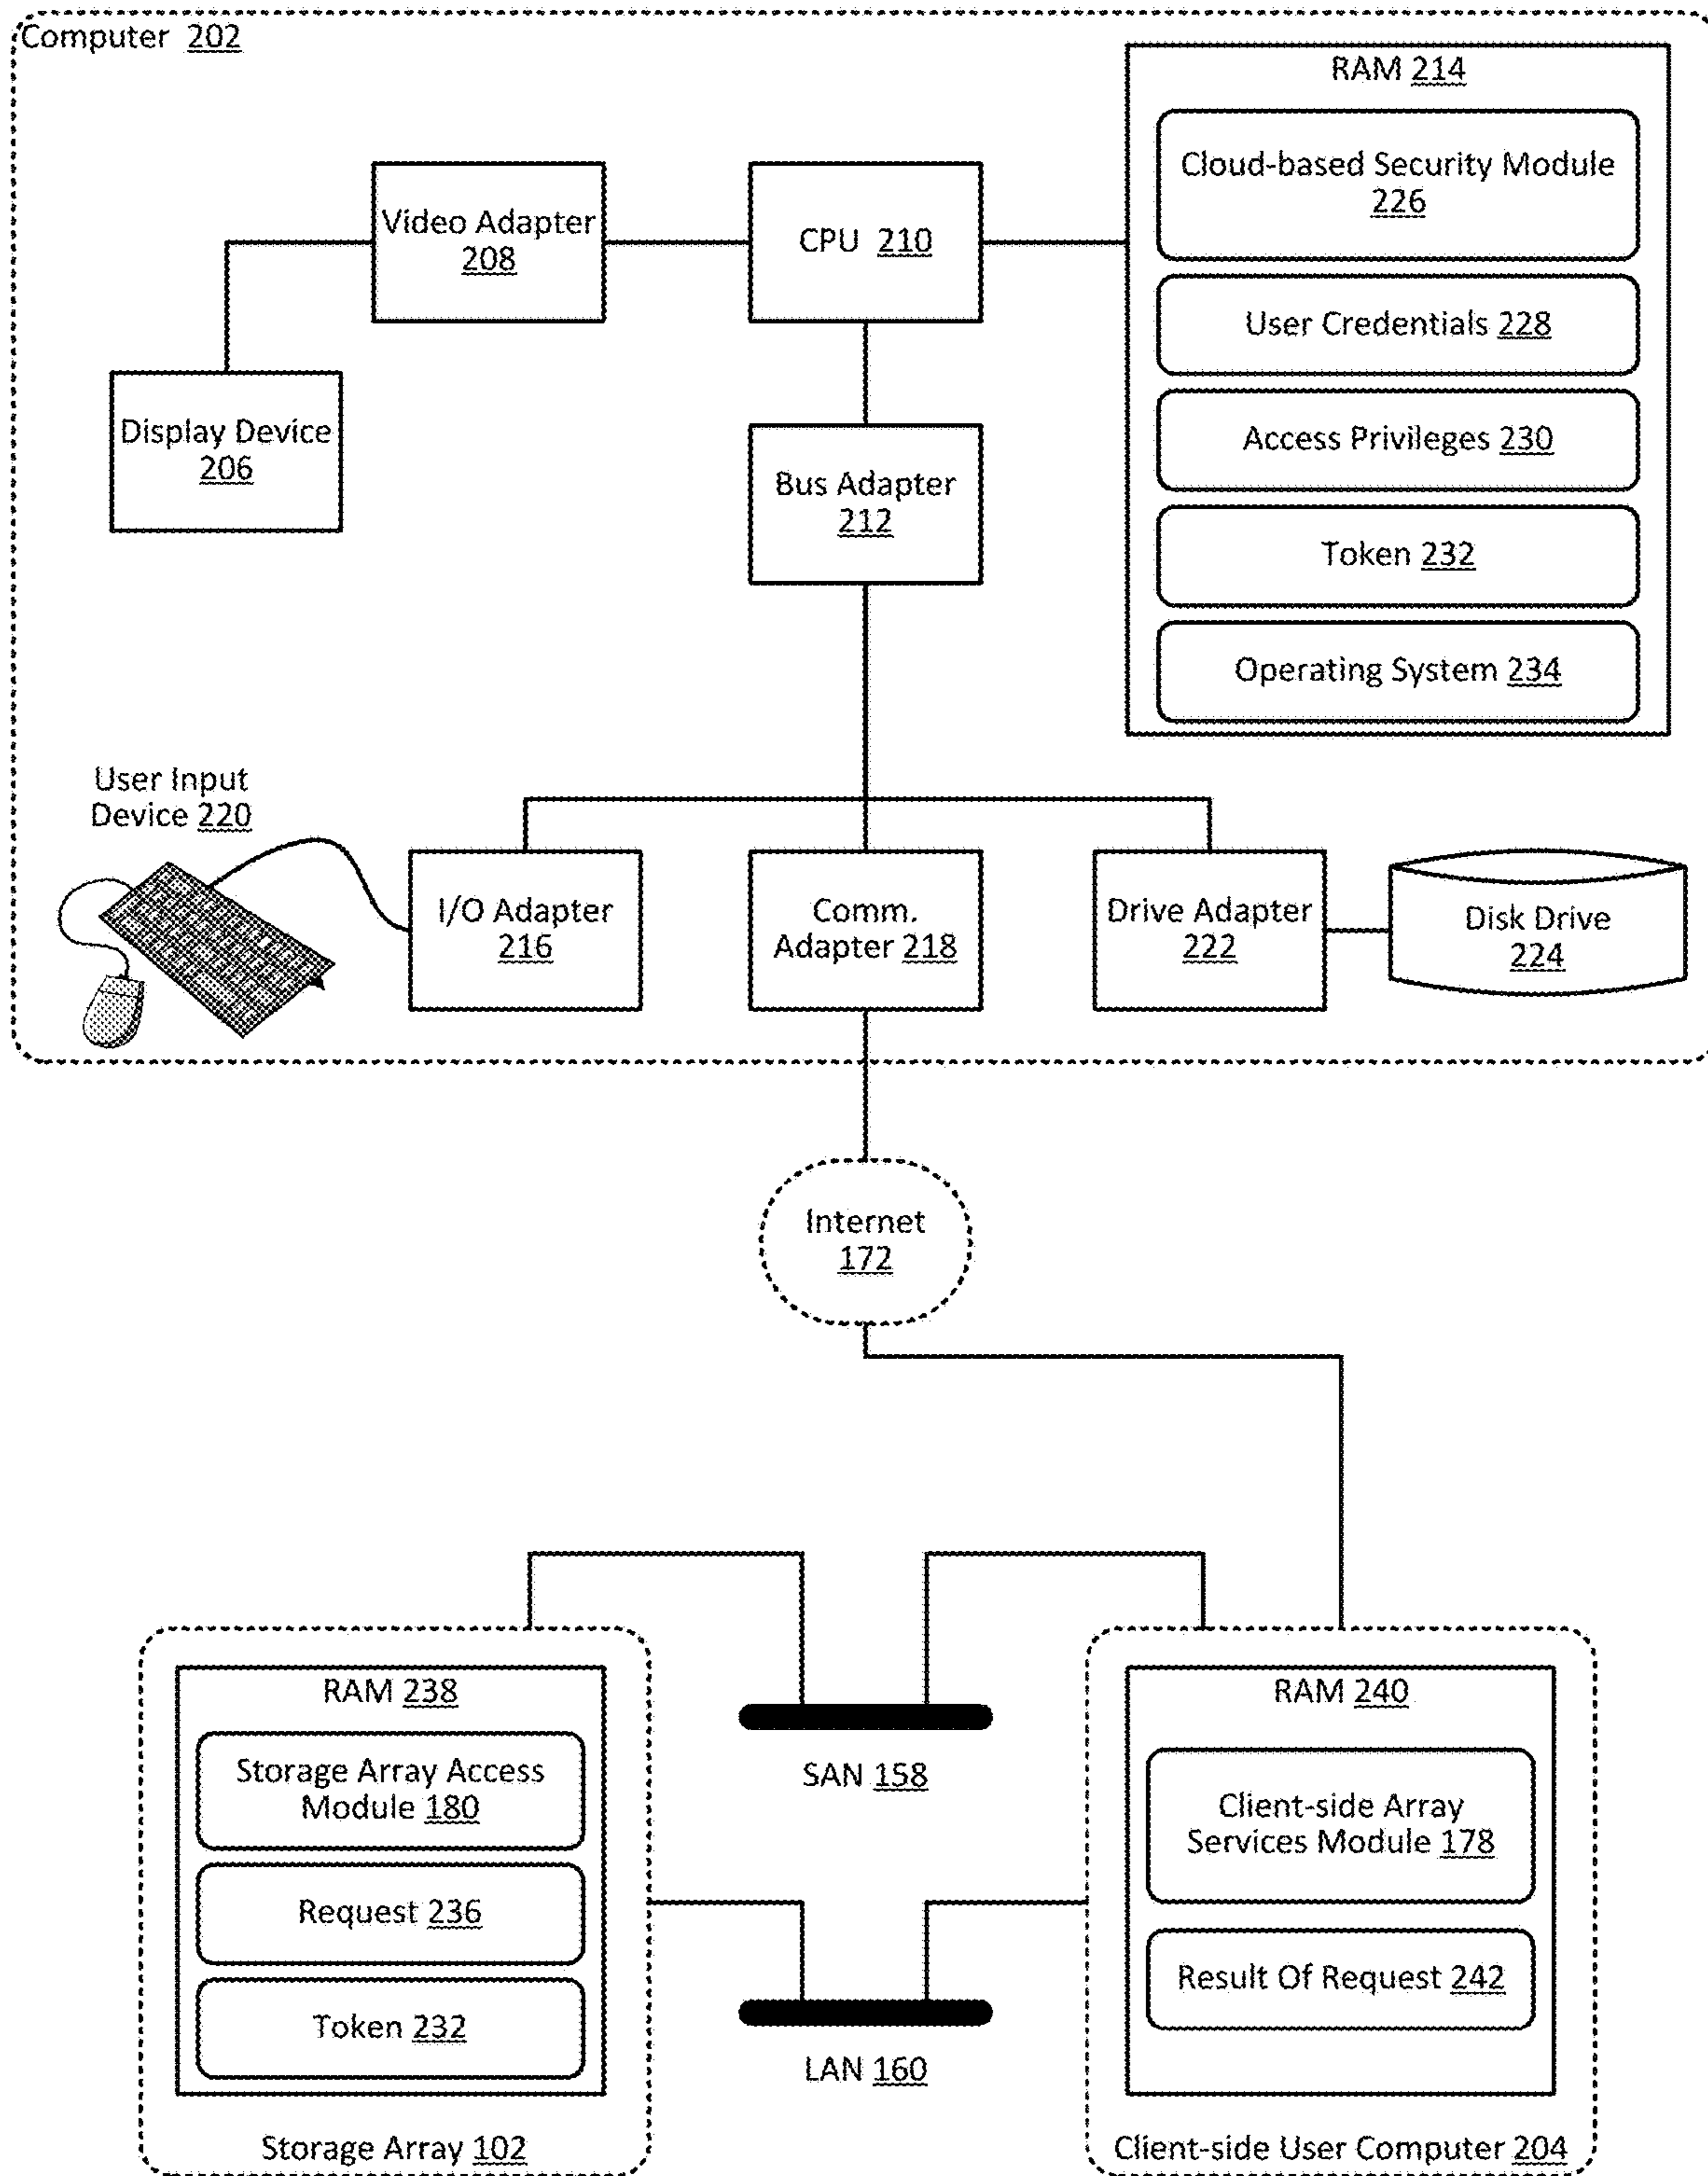 Computer 202
RAM 214
Cloud-based Security Module
226
User Credentials 228
Access Privileges 230
Token 232
Operating System 234
Video Adapter
208
CPU 210
Display Device
206
Bus Adapter
212
User Input
Device 220
I/O Adapter
216
Comm.
Adapter 218
Drive Adapter
222
Disk Drive
224
Internet
172
RAM 238
Storage Array Access
Module 180
Request 236
Token 232
Storage Array 102
SAN 158
LAN 160
RAM 240
Client-side Array
Services Module 178
Result Of Request 242
Client-side User Computer 204